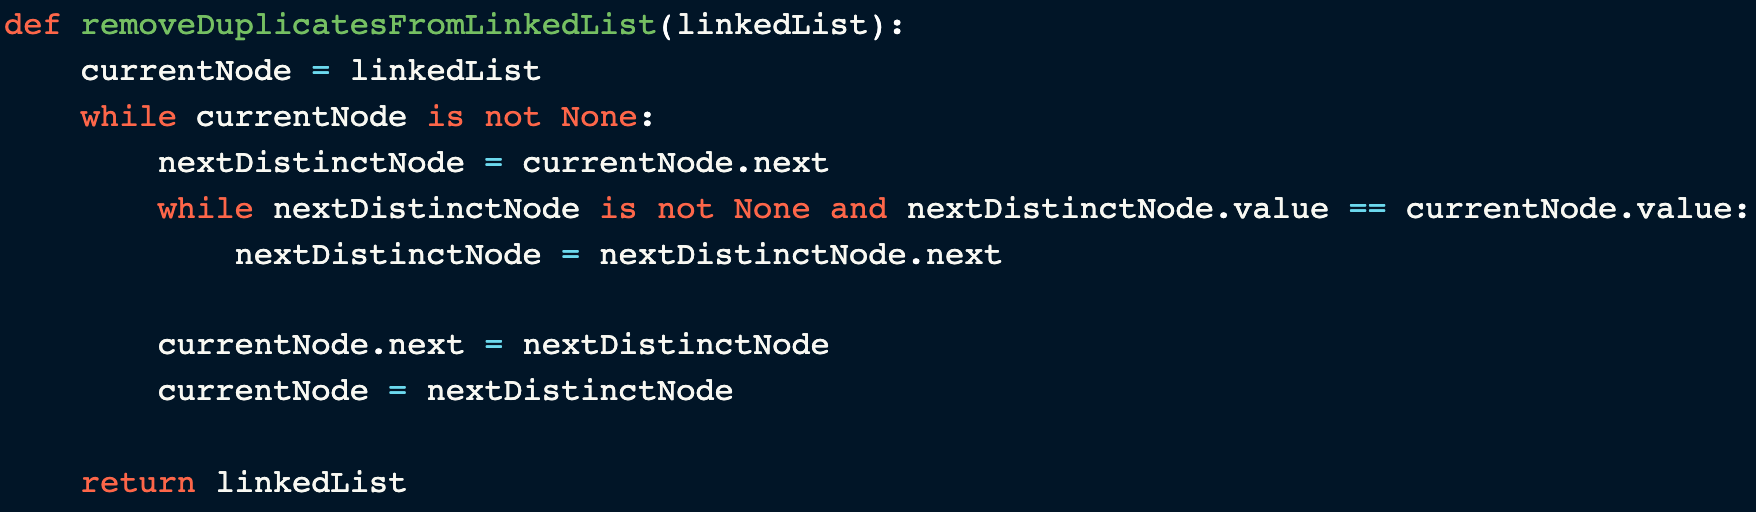 def removeDuplicatesFromLinkedList(linkedList):
    currentNode = linkedList
    while currentNode is not None:
        nextDistinctNode = currentNode.next
        while nextDistinctNode is not None and nextDistinctNode.value == currentNode.value:
            nextDistinctNode = nextDistinctNode.next

        currentNode.next = nextDistinctNode
        currentNode = nextDistinctNode

    return linkedList